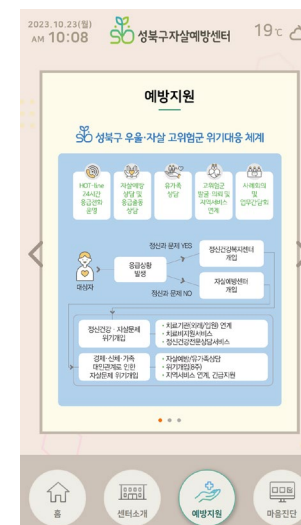 2023.10.23(월)
AM 10:08
성북구자살예방센터
19℃
예방지원
성북구 우울·자살 고위험군 위기대응 체계
HOT-line
24시간
응급전화
운영
자살예방
상담 및
응급출동
상담
유가족
상담
고위험군
발굴·의뢰 및
지역서비스
연계
사례회의
및
업무간담회
대상자
응급상황
발생
정신과 문제 YES
정신건강복지센터
개입
정신과 문제 NO
자살예방센터
개입
정신건강·자살문제
위기개입
· 치료기관(외래/입원) 연계
· 치료비지원서비스
· 정신건강전문상담서비스
경제·신체·가족
대인관계로 인한
자살문제 위기개입
· 자살예방/유가족상담
· 위기개입(8주)
· 지역서비스 연계, 긴급지원
홈
센터소개
예방지원
마음진단